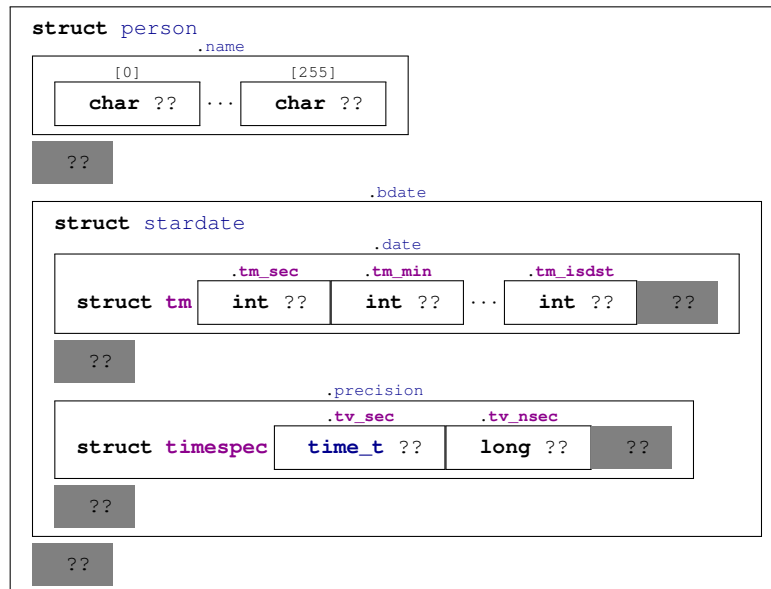 struct person
.name
[0] [255]
char ?? ... char ??
??
.bdate
struct stardate
.date
.tm_sec .tm_min .tm_isdst
struct tm int ?? int ?? ... int ?? ??
??
.precision
.tv_sec .tv_nsec
struct timespec time_t ?? long ?? ??
??
??